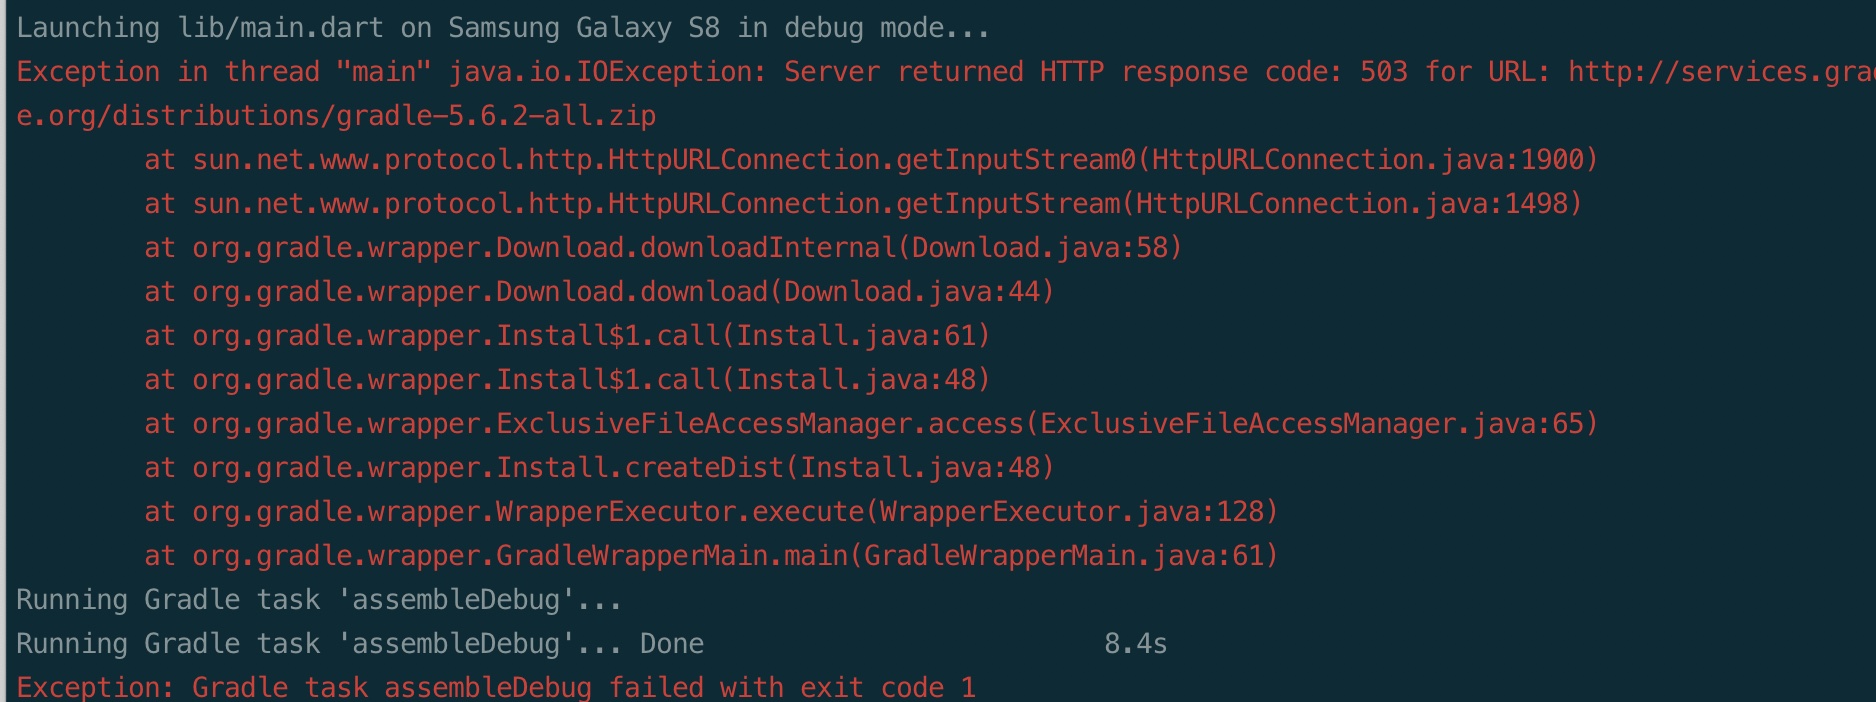 Launching lib/main.dart on Samsung Galaxy S8 in debug mode...
Exception in thread "main" java.io.IOException: Server returned HTTP response code: 503 for URL: http://services.grad
e.org/distributions/gradle-5.6.2-all.zip
at sun.net.www.protocol.http.HttpURLConnection.getInputStream0(HttpURLConnection.java:1900)
at sun.net.www.protocol.http.HttpURLConnection.getInputStream(HttpURLConnection.java:1498)
at org.gradle.wrapper.Download.downloadInternal(Download.java:58)
at org.gradle.wrapper.Download.download(Download.java:44)
at org.gradle.wrapper.Install$1.call(Install.java:61)
at org.gradle.wrapper.Install$1.call(Install.java:48)
at org.gradle.wrapper.ExclusiveFileAccessManager.access(ExclusiveFileAccessManager.java:65)
at org.gradle.wrapper.Install.createDist(Install.java:48)
at org.gradle.wrapper.WrapperExecutor.execute(WrapperExecutor.java:128)
at org.gradle.wrapper.GradleWrapperMain.main(GradleWrapperMain.java:61)
Running Gradle task 'assembleDebug'...
Running Gradle task 'assembleDebug'... Done 8.4s
Exception: Gradle task assembleDebug failed with exit code 1